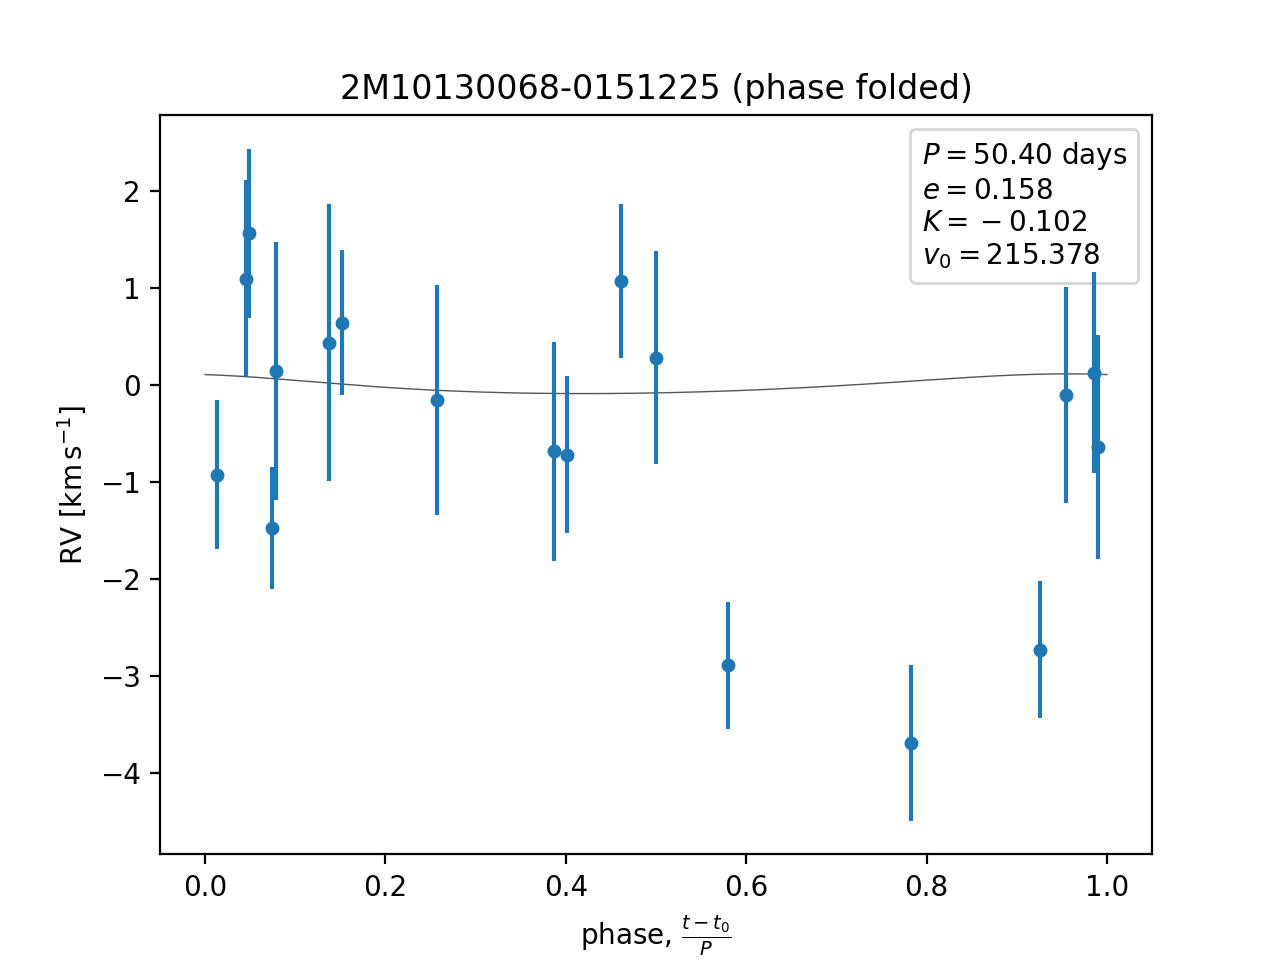 2M10130068-0151225 (phase folded)
P = 50.40 days
e = 0.158
K = −0.102
v₀ = 215.378
RV [km s⁻¹]
2
1
0
−1
−2
−3
−4
0.0 0.2 0.4 0.6 0.8 1.0
phase, (t − t₀)/P